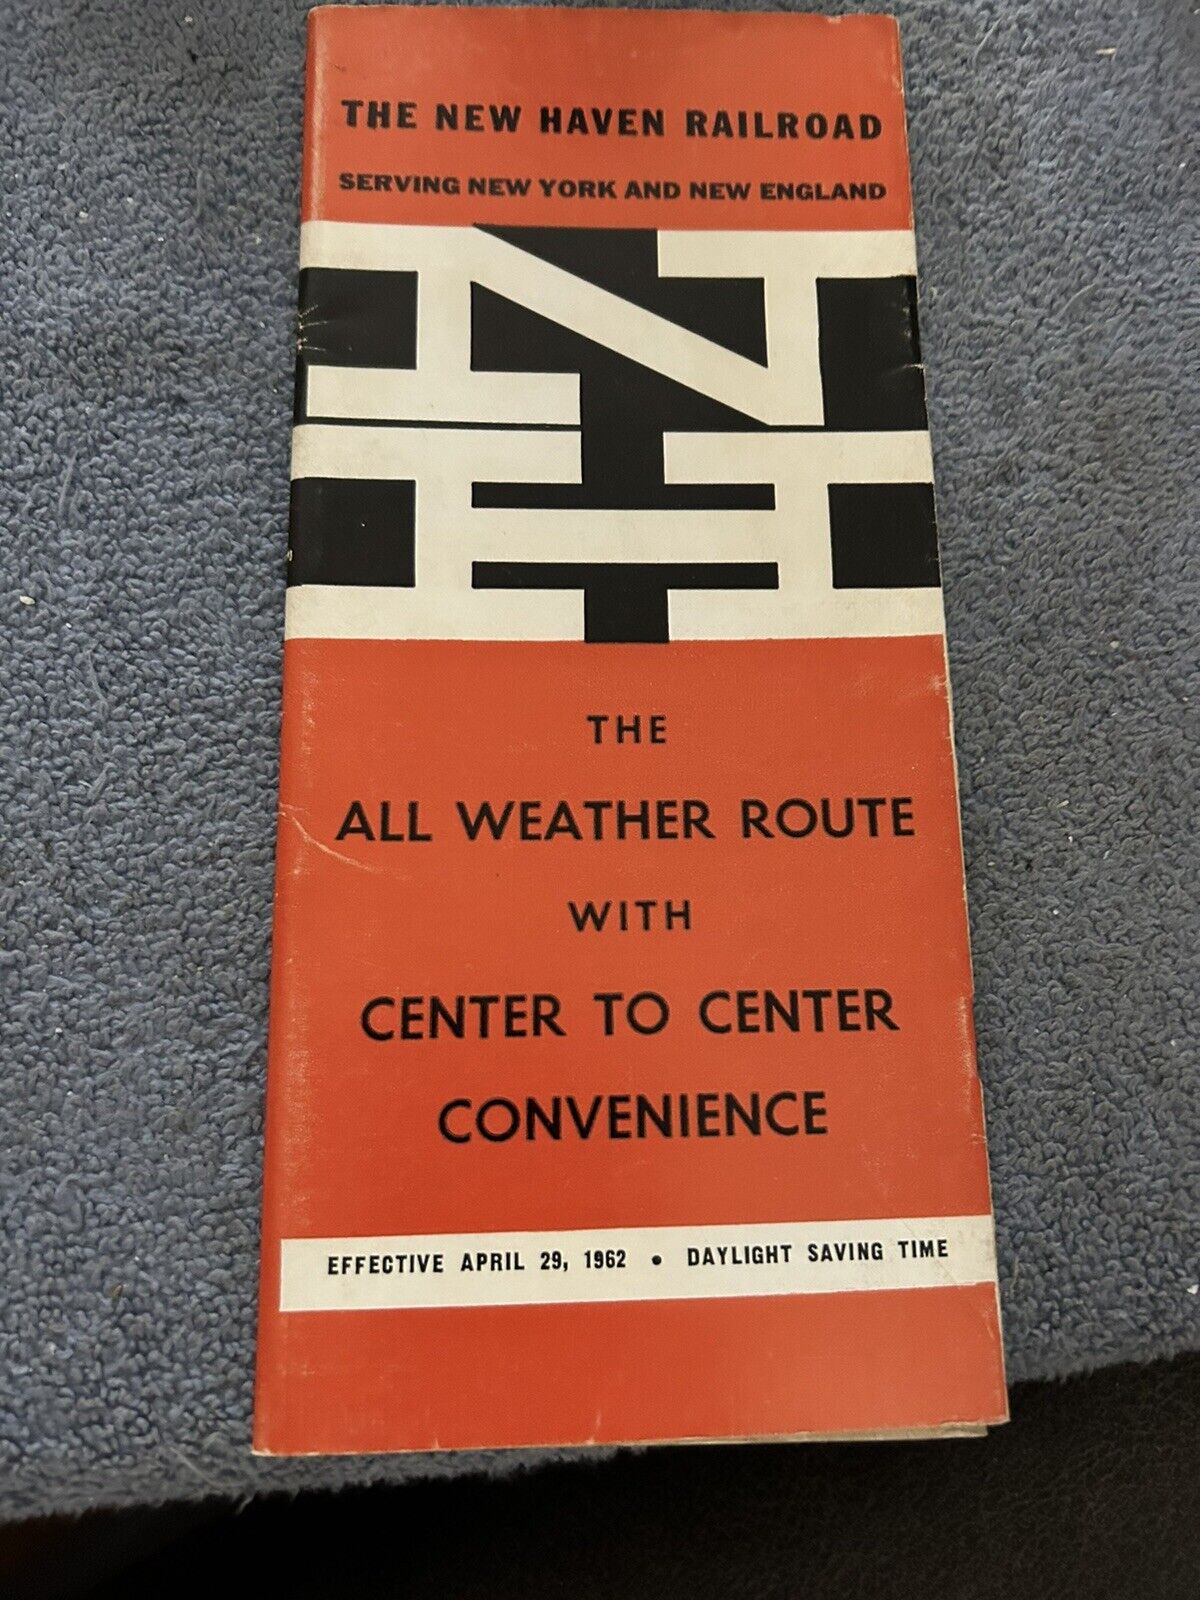 THE NEW HAVEN RAILROAD
SERVING NEW YORK AND NEW ENGLAND
N
H
THE
ALL WEATHER ROUTE
WITH
CENTER TO CENTER
CONVENIENCE
EFFECTIVE APRIL 29, 1962 • DAYLIGHT SAVING TIME